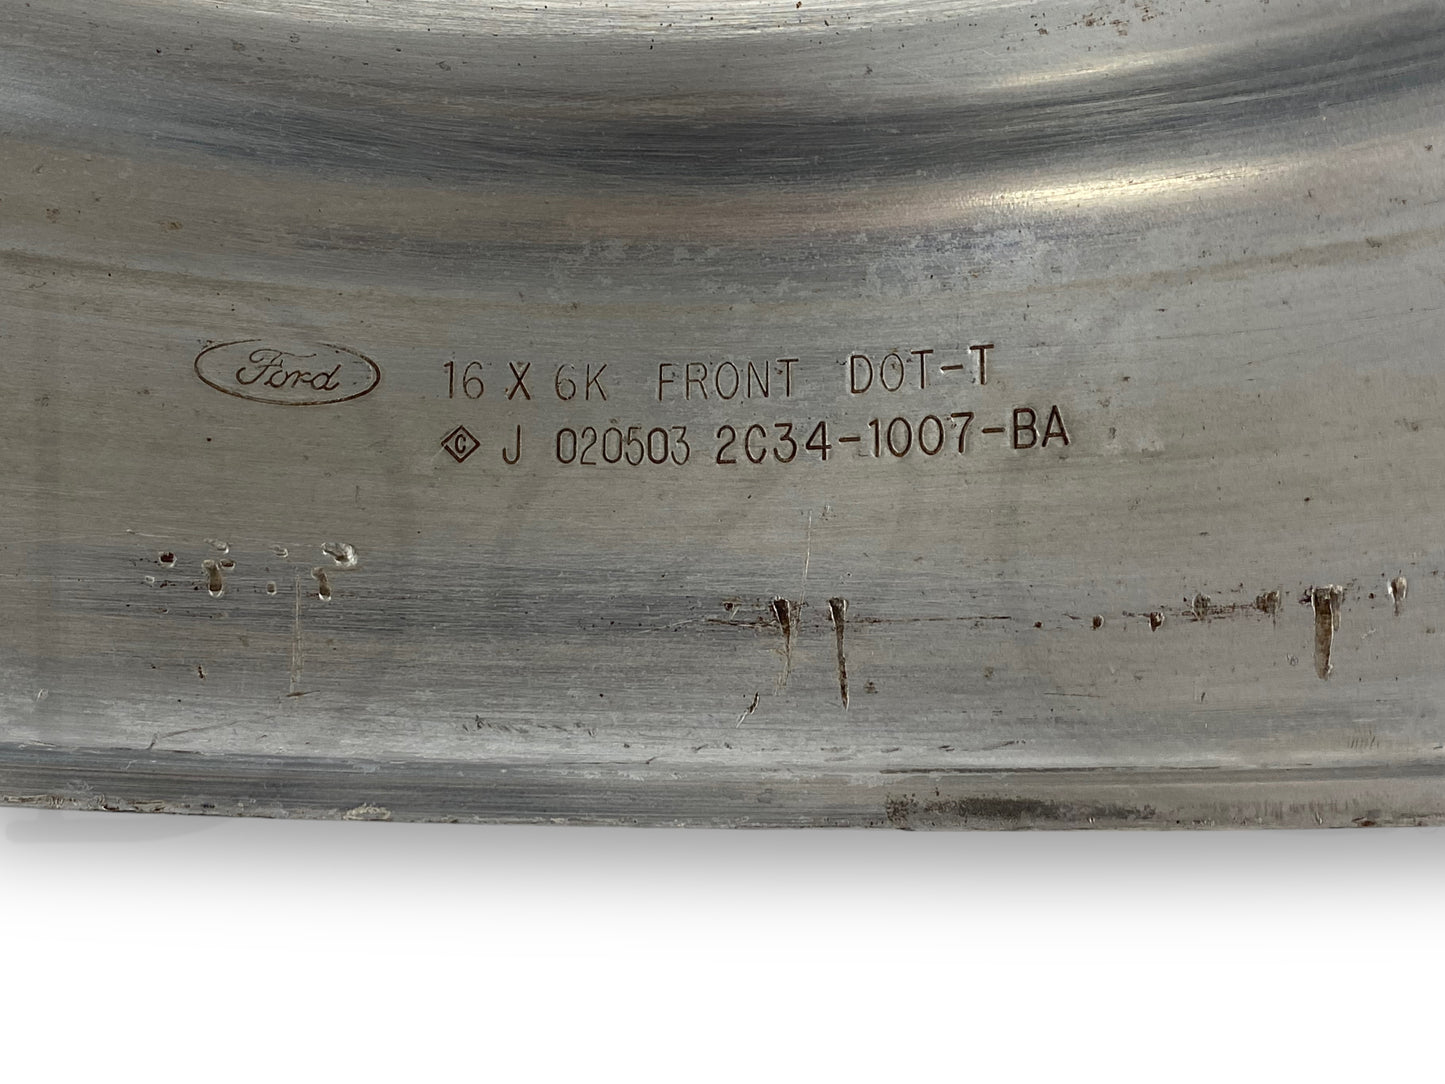 Ford 16 X 6K FRONT DOT-T
C J 020503 2C34-1007-BA